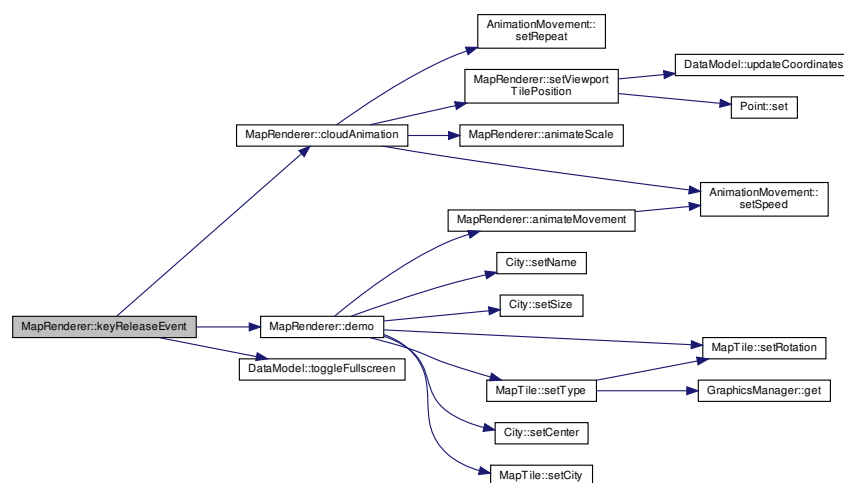 AnimationMovement::
setRepeat
MapRenderer::setViewport
TilePosition
DataModel::updateCoordinates
Point::set
MapRenderer::cloudAnimation
MapRenderer::animateScale
AnimationMovement::
setSpeed
MapRenderer::animateMovement
City::setName
City::setSize
MapRenderer::keyReleaseEvent
MapRenderer::demo
MapTile::setRotation
DataModel::toggleFullscreen
MapTile::setType
GraphicsManager::get
City::setCenter
MapTile::setCity